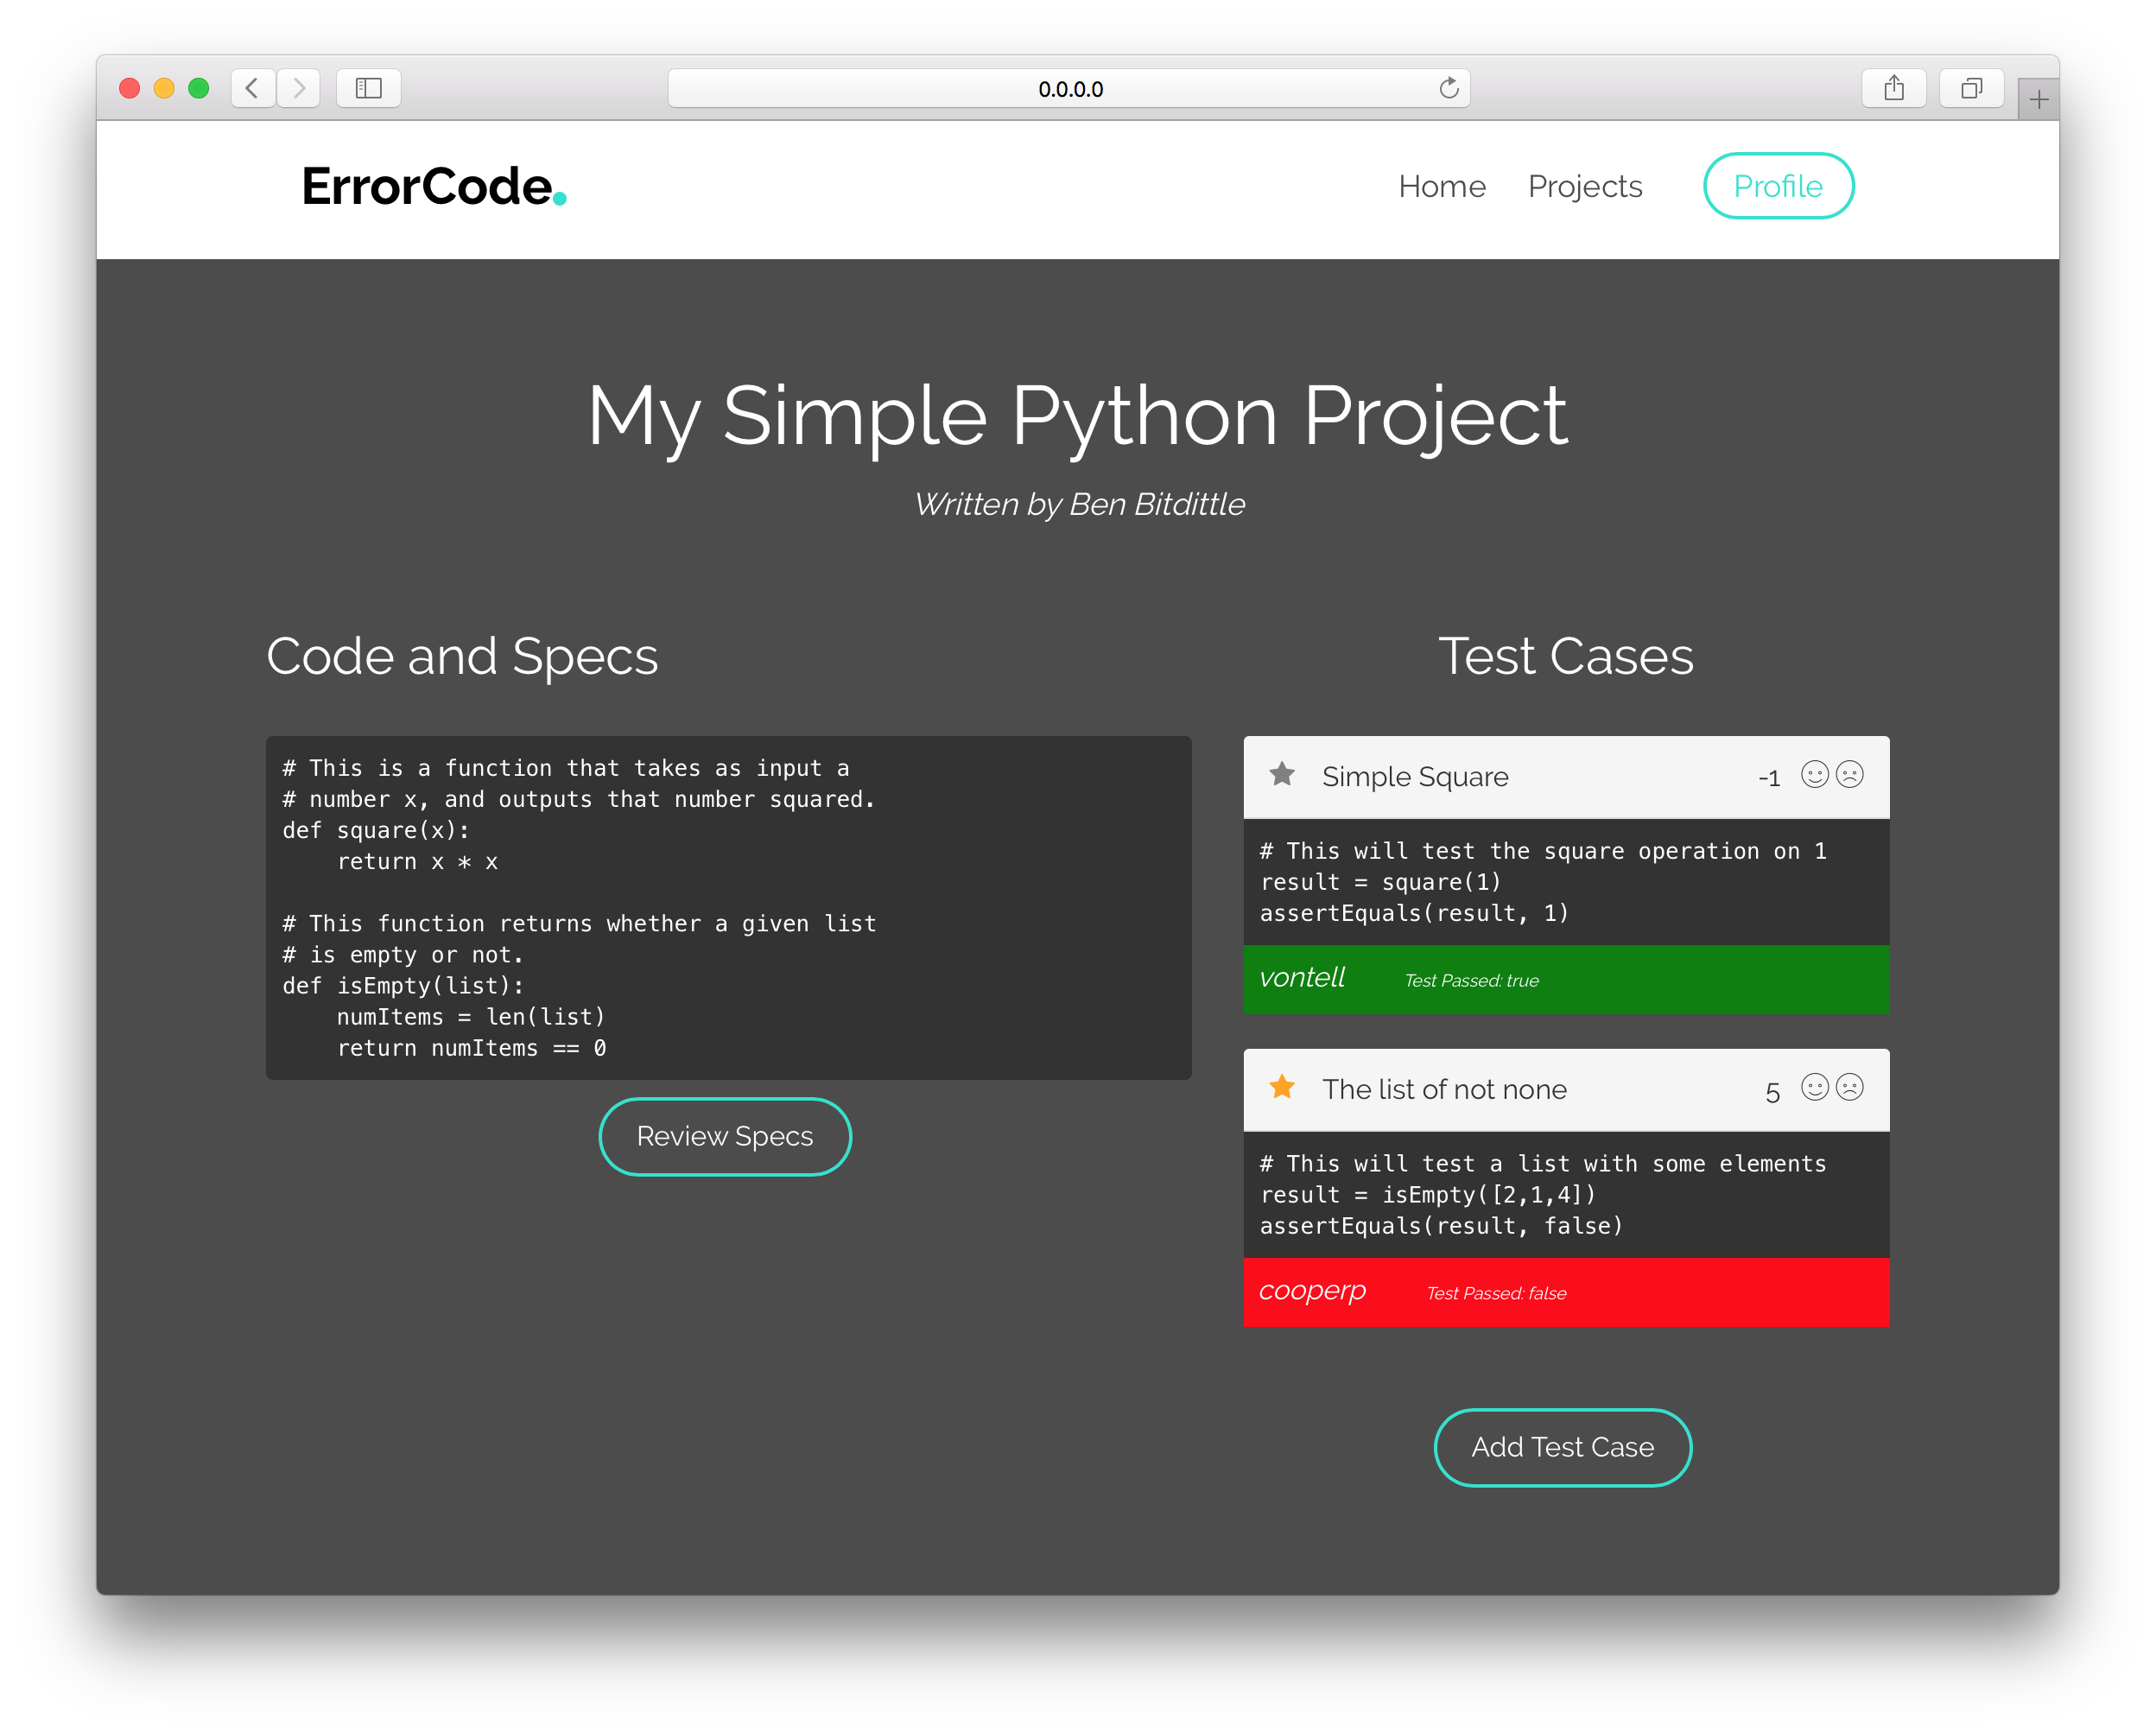 0.0.0.0
ErrorCode.
Home Projects Profile
My Simple Python Project
Written by Ben Bitdittle
Code and Specs
# This is a function that takes as input a
# number x, and outputs that number squared.
def square(x):
    return x * x
# This function returns whether a given list
# is empty or not.
def isEmpty(list):
    numItems = len(list)
    return numItems == 0
Review Specs
Test Cases
Simple Square -1
# This will test the square operation on 1
result = square(1)
assertEquals(result, 1)
vontell Test Passed: true
The list of not none 5
# This will test a list with some elements
result = isEmpty([2,1,4])
assertEquals(result, false)
cooperp Test Passed: false
Add Test Case